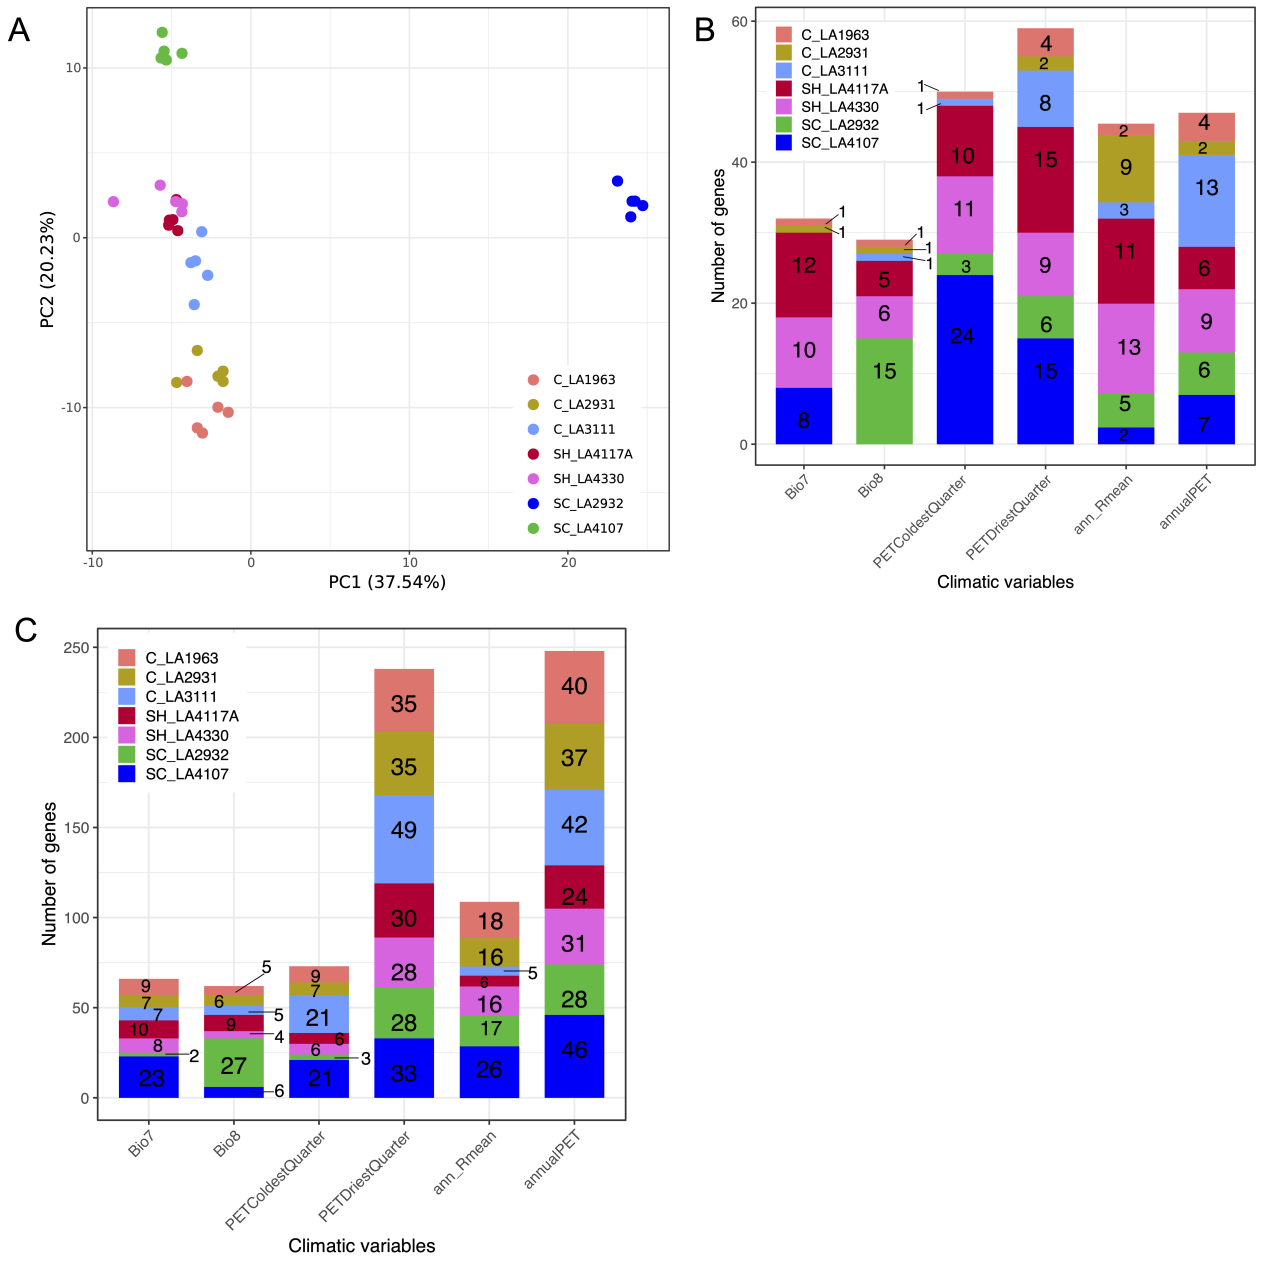 A
PC2 (20.23%)
10
0
-10
-10
0
10
20
PC1 (37.54%)
C_LA1963
C_LA2931
C_LA3111
SH_LA4117A
SH_LA4330
SC_LA2932
SC_LA4107
B
Number of genes
60
40
20
0
C_LA1963
C_LA2931
C_LA3111
SH_LA4117A
SH_LA4330
SC_LA2932
SC_LA4107
1
1
12
10
8
1
1
1
5
6
15
1
1
10
11
3
24
4
2
8
15
9
6
15
2
9
3
11
13
5
2
4
2
13
6
9
6
7
Bio7
Bio8
PETColdestQuarter
PETDriestQuarter
ann_Rmean
annualPET
Climatic variables
C
Number of genes
250
200
150
100
50
0
C_LA1963
C_LA2931
C_LA3111
SH_LA4117A
SH_LA4330
SC_LA2932
SC_LA4107
9
7
7
10
8
2
23
5
6
5
9
4
27
6
9
7
21
6
6
3
21
35
35
49
30
28
28
33
18
16
5
6
16
17
26
40
37
42
24
31
28
46
Bio7
Bio8
PETColdestQuarter
PETDriestQuarter
ann_Rmean
annualPET
Climatic variables